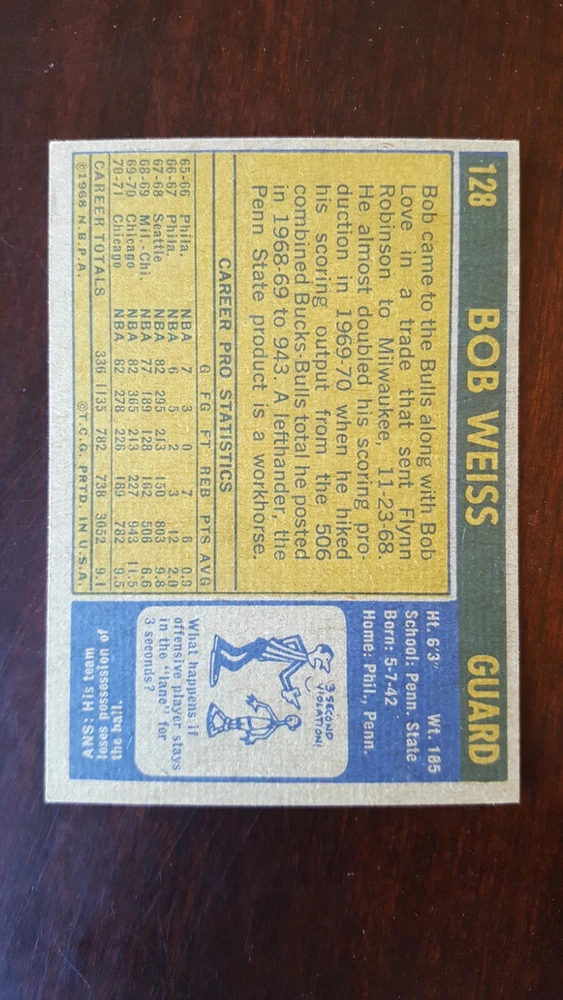 128 BOB WEISS GUARD
Bob came to the Bulls along with Bob
Love in a trade that sent Flynn
Robinson to Milwaukee, 11-23-68.
He almost doubled his scoring pro-
duction in 1969-70 when he hiked
his scoring output from the 506
combined Bucks-Bulls total he posted
in 1968-69 to 943. A lefthander, the
Penn State product is a workhorse.
CAREER PRO STATISTICS
G FG FT REB PTS AVG
65-66 Phila. NBA 7 3 0 7 6 0.9
66-67 Phila. NBA 6 5 2 3 12 2.0
67-68 Seattle NBA 82 295 213 150 803 9.8
68-69 Mil.-Chi. NBA 77 189 128 162 506 6.6
69-70 Chicago NBA 82 365 213 227 943 11.5
70-71 Chicago NBA 82 278 226 189 782 9.5
CAREER TOTALS 336 1135 782 738 3052 9.1
©1968 N.B.P.A. ©T.C.G. PRTD. IN U.S.A.
Ht. 6'3" Wt. 185
School: Penn. State
Born: 5-7-42
Home: Phil., Penn.
3 SECOND
VIOLATION!
What happens if
offensive player stays
in the "lane" for
3 seconds?
ANS: His team
loses possession of
the ball.